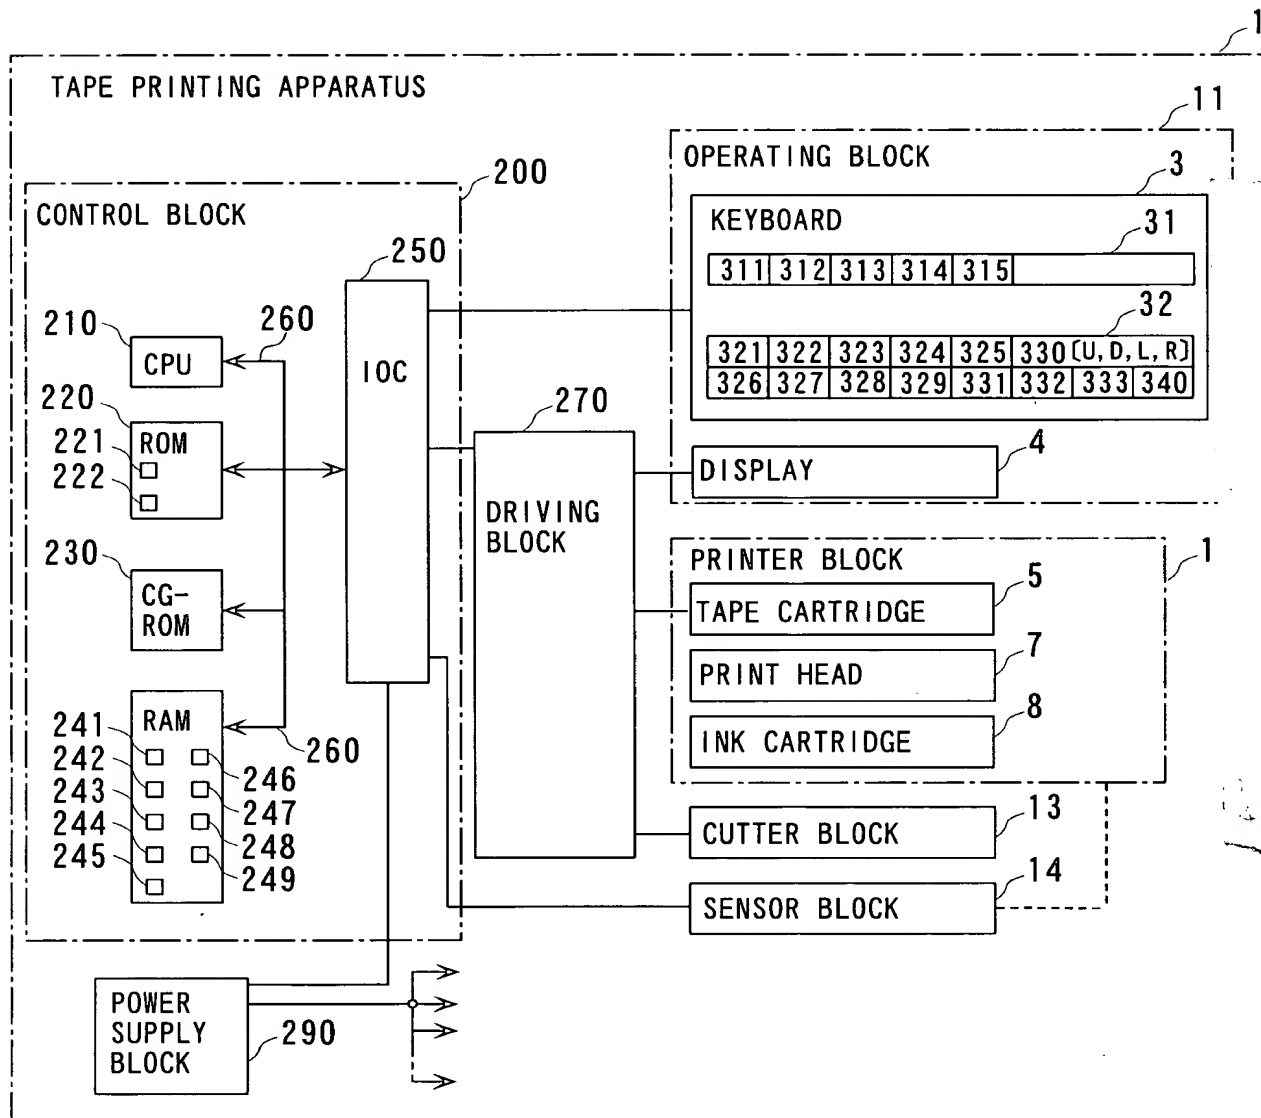 1
TAPE PRINTING APPARATUS
11
OPERATING BLOCK
3
KEYBOARD
31
311 312 313 314 315
32
321 322 323 324 325 330 [U, D, L, R]
326 327 328 329 331 332 333 340
4
DISPLAY
200
CONTROL BLOCK
250
IOC
210
CPU
260
220
ROM
221
222
230
CG-
ROM
RAM
260
241
242
243
244
245
246
247
248
249
270
DRIVING
BLOCK
PRINTER BLOCK
1
5
TAPE CARTRIDGE
7
PRINT HEAD
8
INK CARTRIDGE
13
CUTTER BLOCK
14
SENSOR BLOCK
POWER
SUPPLY
BLOCK
290